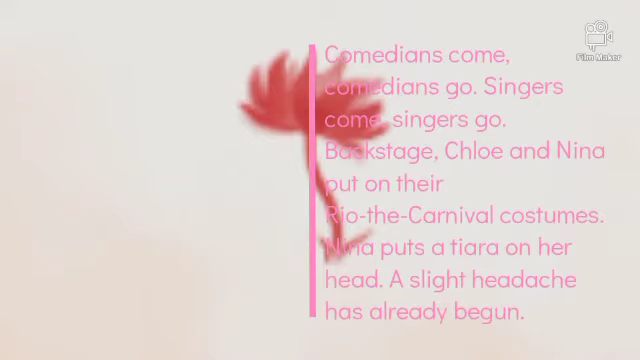 Comedians come,
comedians go. Singers
come, singers go.
Backstage, Chloe and Nina
put on their
Rio-the-Carnival costumes.
Nina puts a tiara on her
head. A slight headache
has already begun.
Film Maker